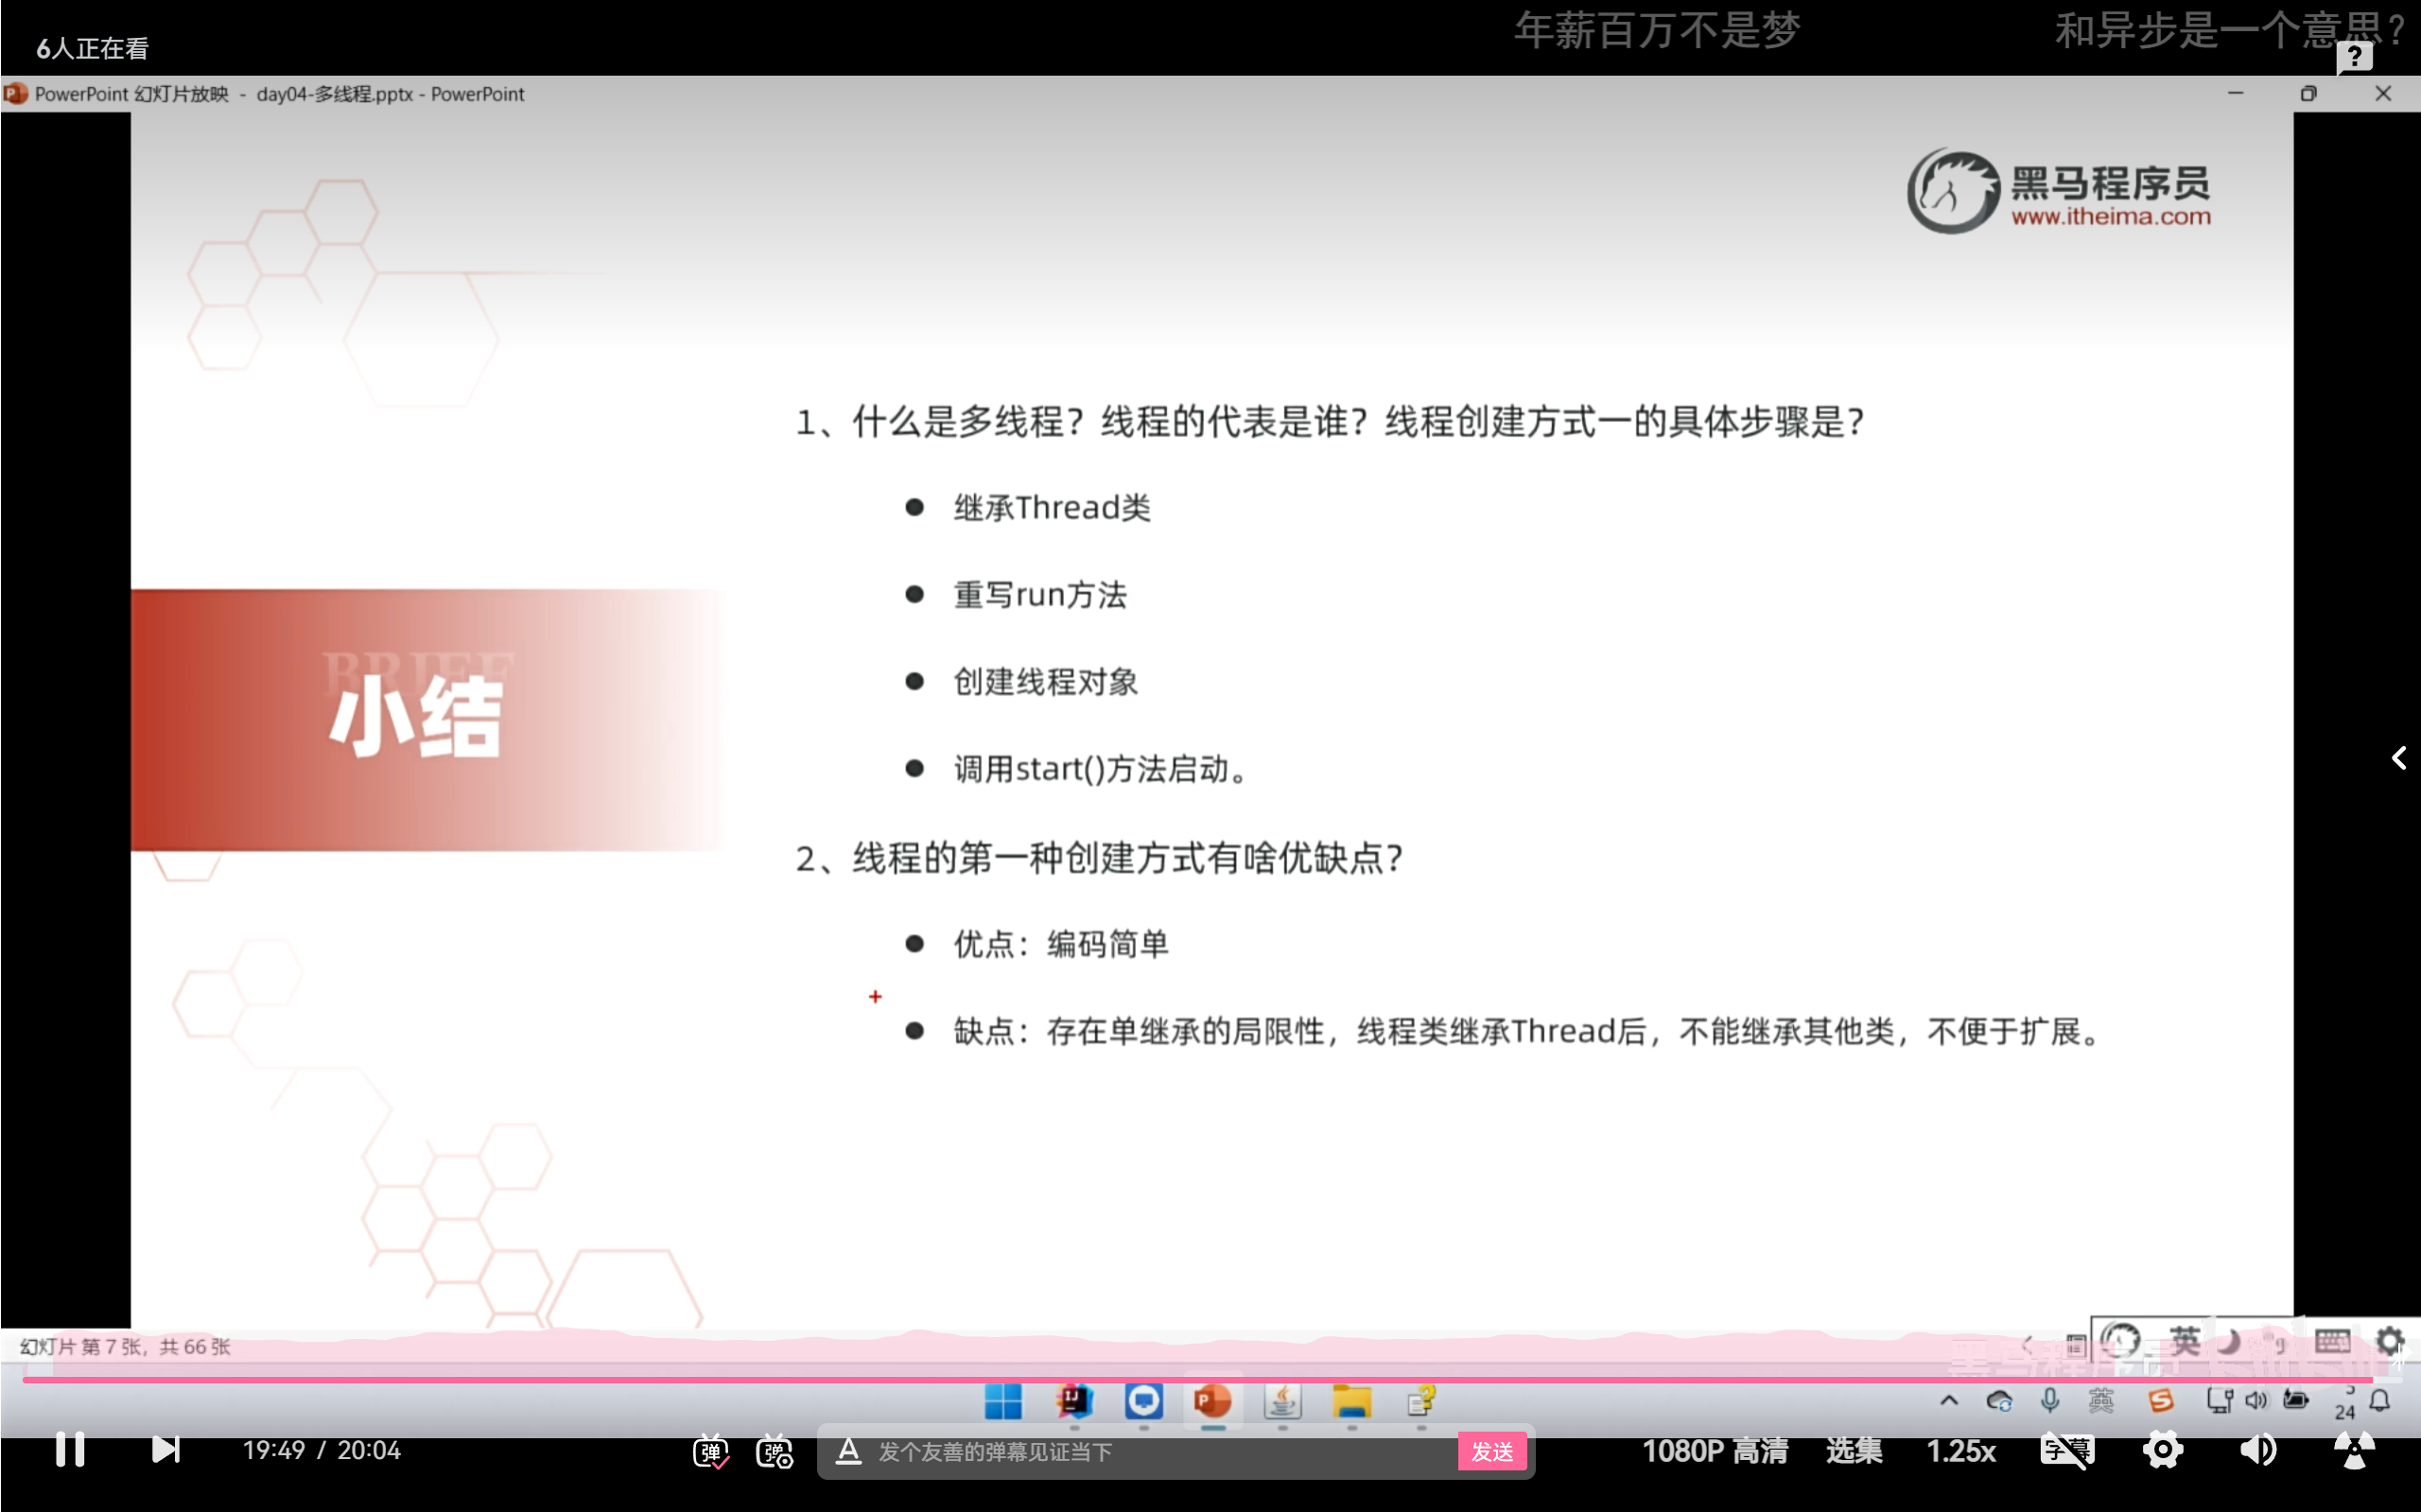 年薪百万不是梦
和异步是一个意思?
6人正在看
PowerPoint 幻灯片放映 - day04-多线程.pptx - PowerPoint
黑马程序员
www.itheima.com
1、什么是多线程？线程的代表是谁？线程创建方式一的具体步骤是？
继承Thread类
重写run方法
创建线程对象
调用start()方法启动。
BRIEF
小结
2、线程的第一种创建方式有啥优缺点？
优点：编码简单
缺点：存在单继承的局限性，线程类继承Thread后，不能继承其他类，不便于扩展。
幻灯片 第 7 张，共 66 张
英
英
24
19:49 / 20:04
弹
弹
发个友善的弹幕见证当下
发送
1080P 高清
选集
1.25x
字幕